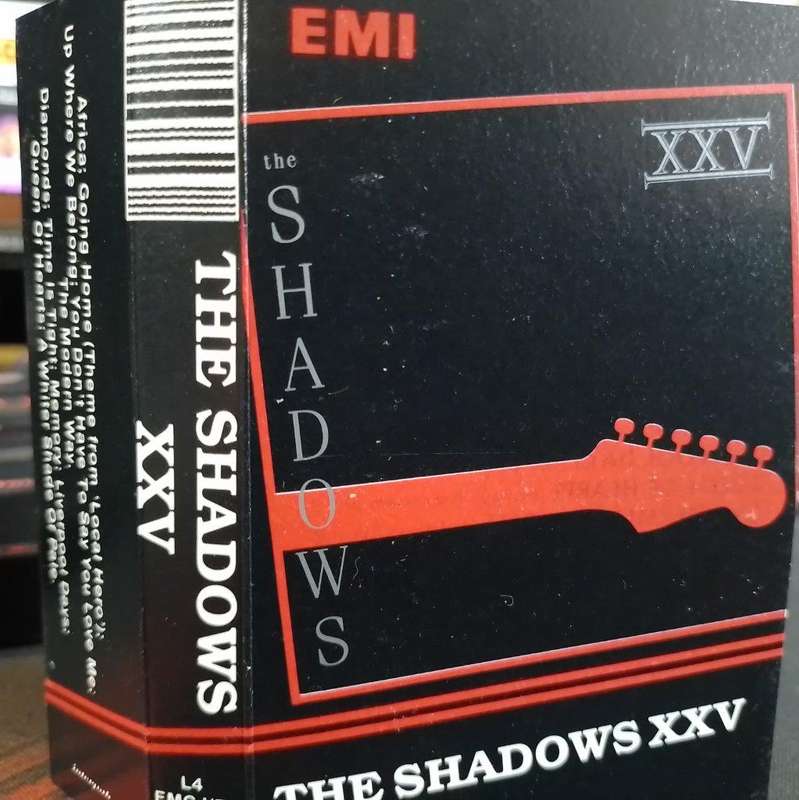 EMI
XXV
the
SHADOWS
THE SHADOWS XXV
THE SHADOWS
XXV
L4
Africa; Going Home (Theme from 'Local Hero');
Up Where We Belong; You Don't Have To Say You Love Me;
The Modern Way;
Diamonds; Time Is Tight; Memory; Liverpool Days;
Queen Of Hearts; A Whiter Shade Of Pale